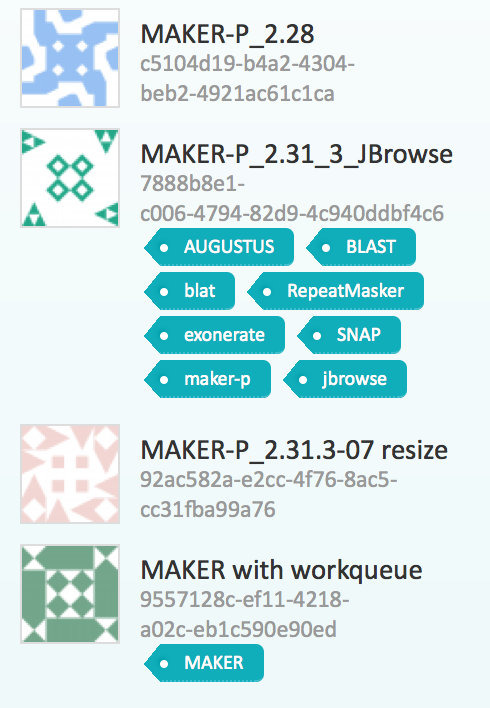 MAKER-P_2.28
c5104d19-b4a2-4304-
beb2-4921ac61c1ca
MAKER-P_2.31_3_JBrowse
7888b8e1-
c006-4794-82d9-4c940ddbf4c6
AUGUSTUS BLAST
blat RepeatMasker
exonerate SNAP
maker-p jbrowse
MAKER-P_2.31.3-07 resize
92ac582a-e2cc-4f76-8ac5-
cc31fba99a76
MAKER with workqueue
9557128c-ef11-4218-
a02c-eb1c590e90ed
MAKER